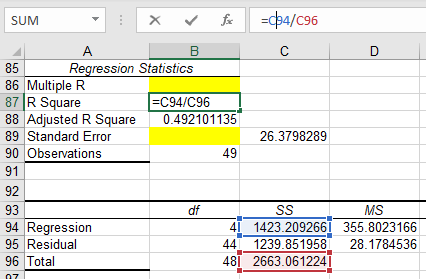 SUM =C94/C96
A B C D
85 Regression Statistics
86 Multiple R
87 R Square =C94/C96
88 Adjusted R Square 0.492101135
89 Standard Error 26.3798289
90 Observations 49
91
92
93 df SS MS
94 Regression 4 1423.209266 355.8023166
95 Residual 44 1239.851958 28.1784536
96 Total 48 2663.061224